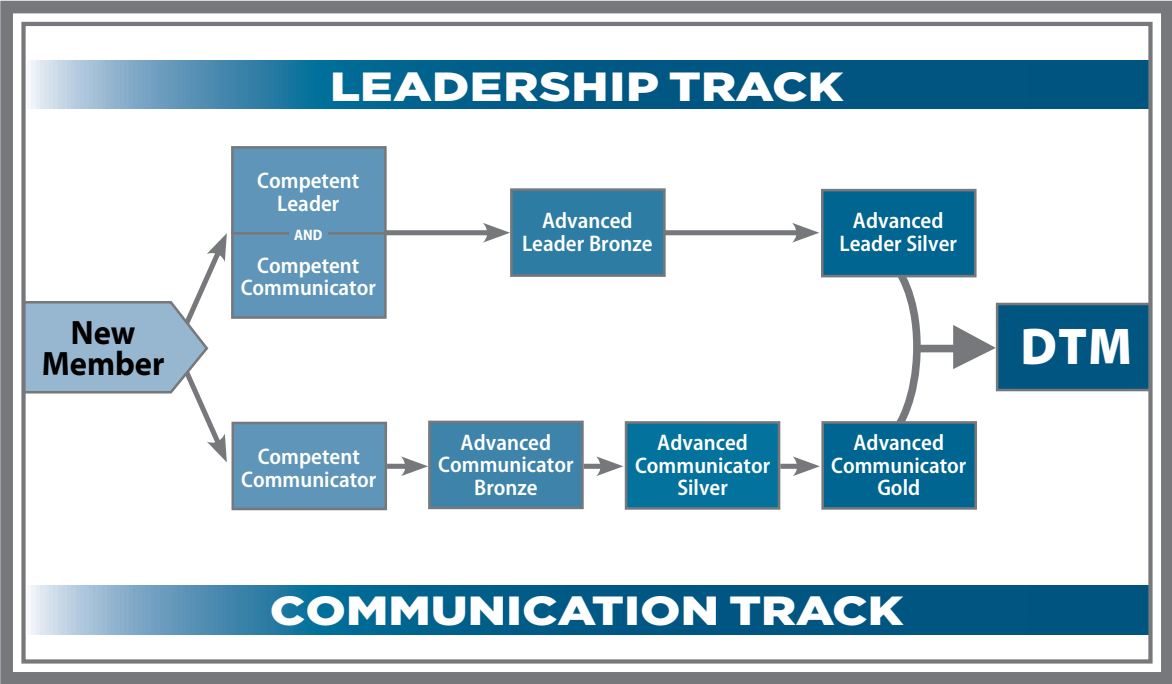 LEADERSHIP TRACK
Competent
Leader
AND
Competent
Communicator
Advanced
Leader Bronze
Advanced
Leader Silver
New
Member
DTM
Competent
Communicator
Advanced
Communicator
Bronze
Advanced
Communicator
Silver
Advanced
Communicator
Gold
COMMUNICATION TRACK